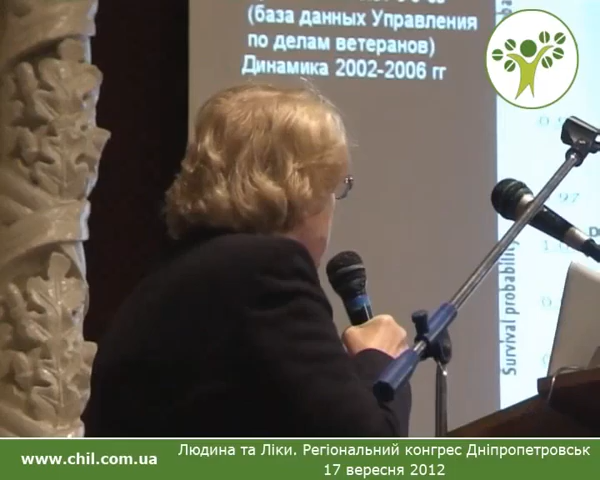 (база данных Управления
по делам ветеранов)
Динамика 2002-2006 гг
Survival probability
www.chil.com.ua
Людина та Ліки. Регіональний конгрес Дніпропетровськ
17 вересня 2012